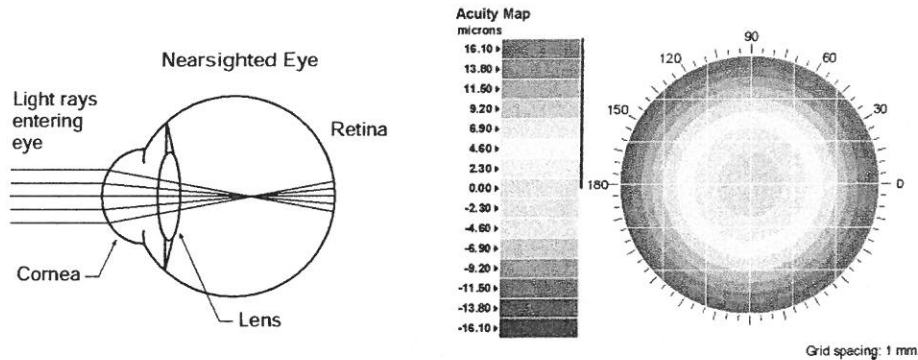 Nearsighted Eye
Light rays
entering
eye
Retina
Cornea
Lens
Acuity Map
microns
16.10
13.80
11.50
9.20
6.90
4.60
2.30
0.00
-2.30
-4.60
-6.90
-9.20
-11.50
-13.80
-16.10
90
120
60
150
30
180
0
Grid spacing: 1 mm